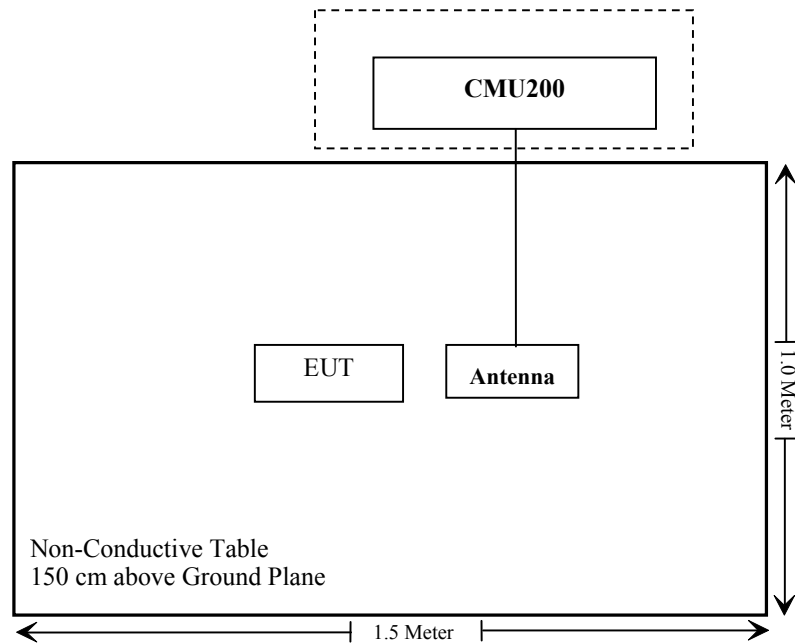 CMU200
EUT
Antenna
1.0 Meter
Non-Conductive Table
150 cm above Ground Plane
1.5 Meter